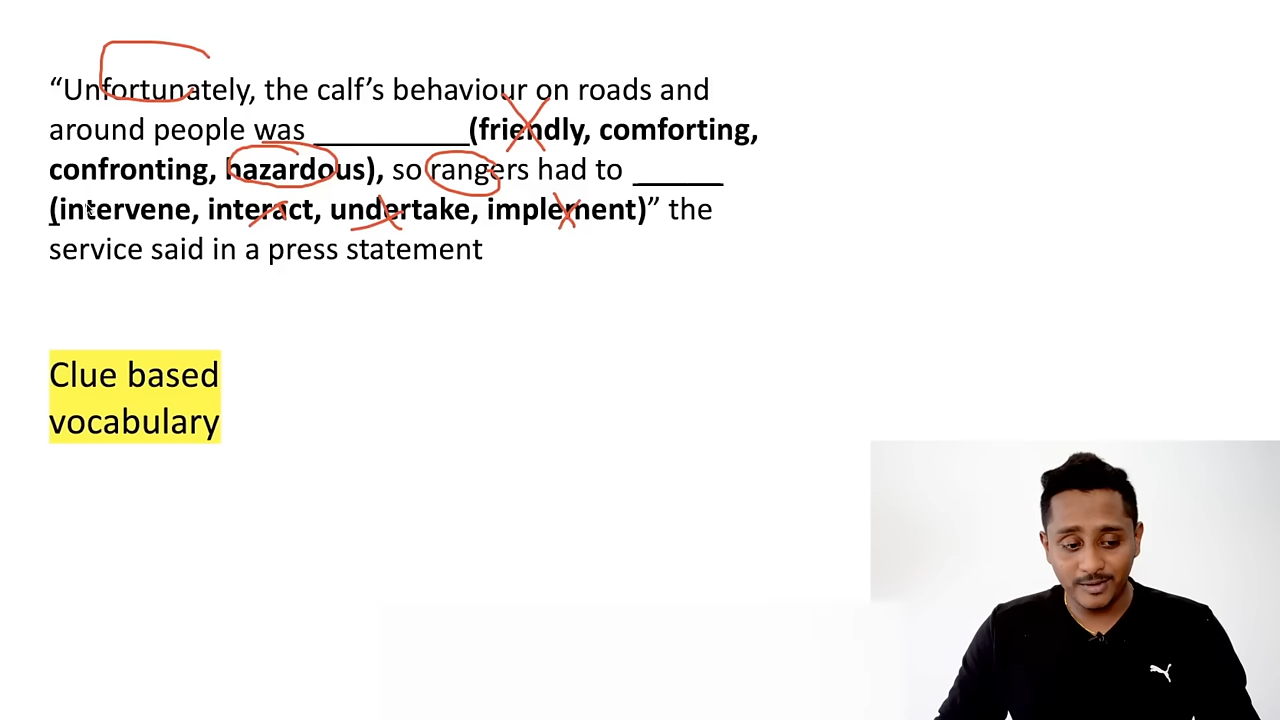 “Unfortunately, the calf’s behaviour on roads and
around people was __________(friendly, comforting,
confronting, hazardous), so rangers had to ______
(intervene, interact, undertake, implement)” the
service said in a press statement
Clue based
vocabulary